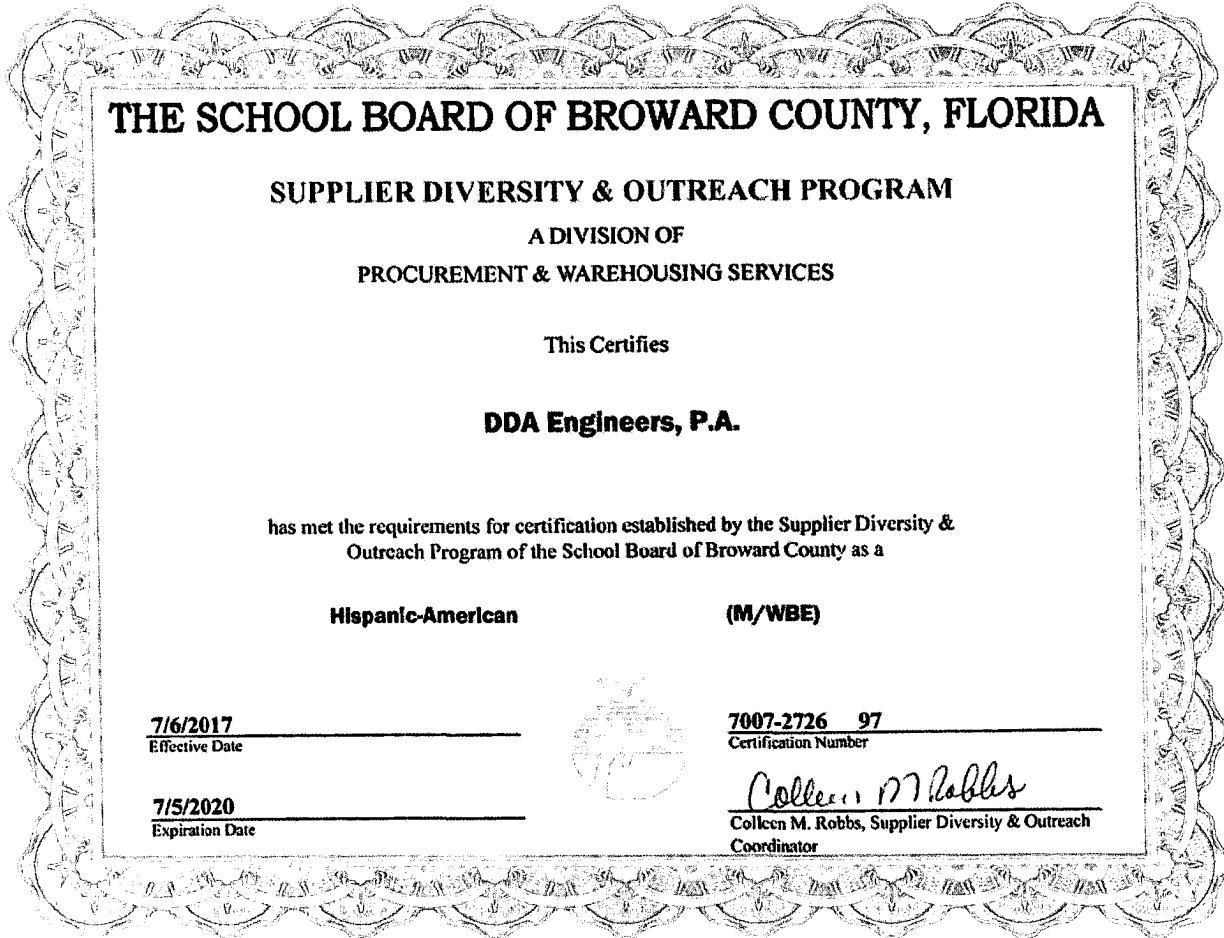 THE SCHOOL BOARD OF BROWARD COUNTY, FLORIDA
SUPPLIER DIVERSITY & OUTREACH PROGRAM
A DIVISION OF
PROCUREMENT & WAREHOUSING SERVICES
This Certifies
DDA Engineers, P.A.
has met the requirements for certification established by the Supplier Diversity &
Outreach Program of the School Board of Broward County as a
Hispanic-American (M/WBE)
7/6/2017
Effective Date
7007-2726 97
Certification Number
7/5/2020
Expiration Date
Colleen M Robbs
Colleen M. Robbs, Supplier Diversity & Outreach
Coordinator